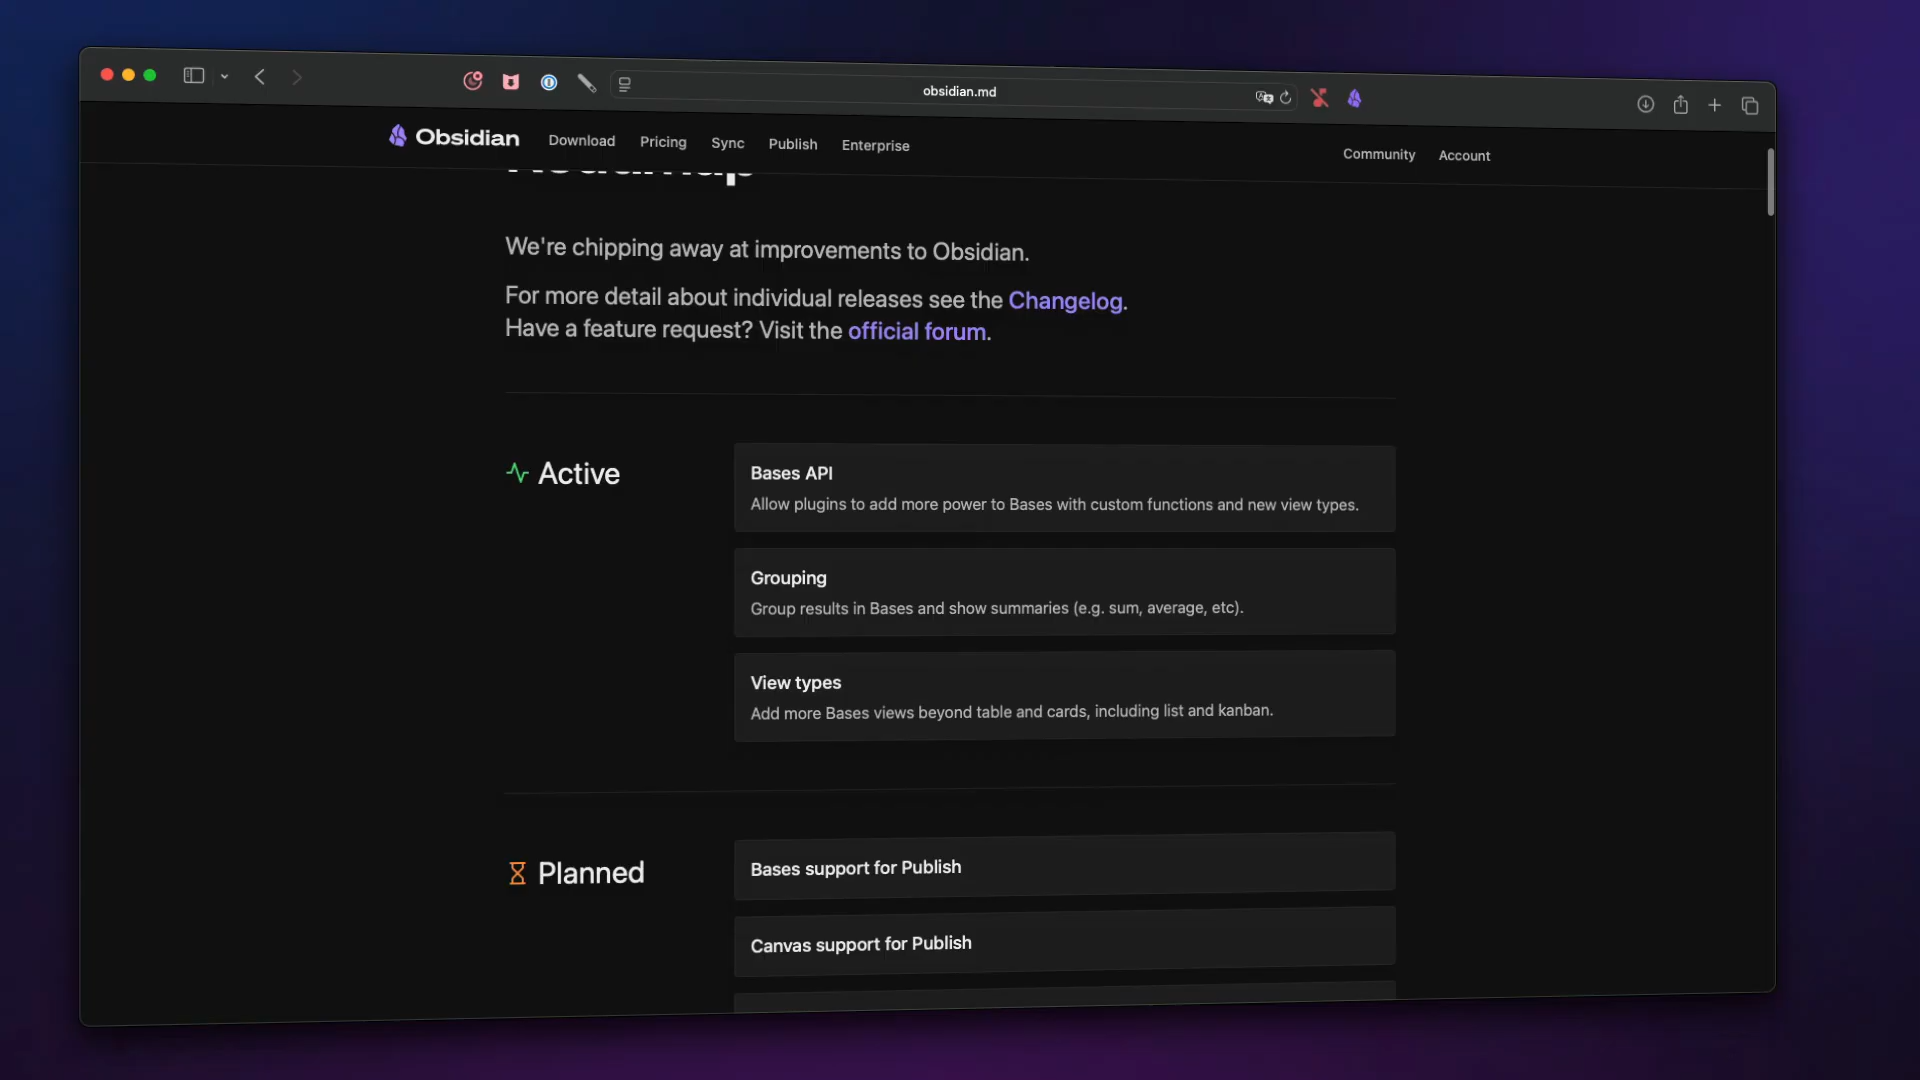 obsidian.md
Obsidian Download Pricing Sync Publish Enterprise Community Account
We're chipping away at improvements to Obsidian.
For more detail about individual releases see the Changelog.
Have a feature request? Visit the official forum.
Active
Bases API
Allow plugins to add more power to Bases with custom functions and new view types.
Grouping
Group results in Bases and show summaries (e.g. sum, average, etc).
View types
Add more Bases views beyond table and cards, including list and kanban.
Planned
Bases support for Publish
Canvas support for Publish